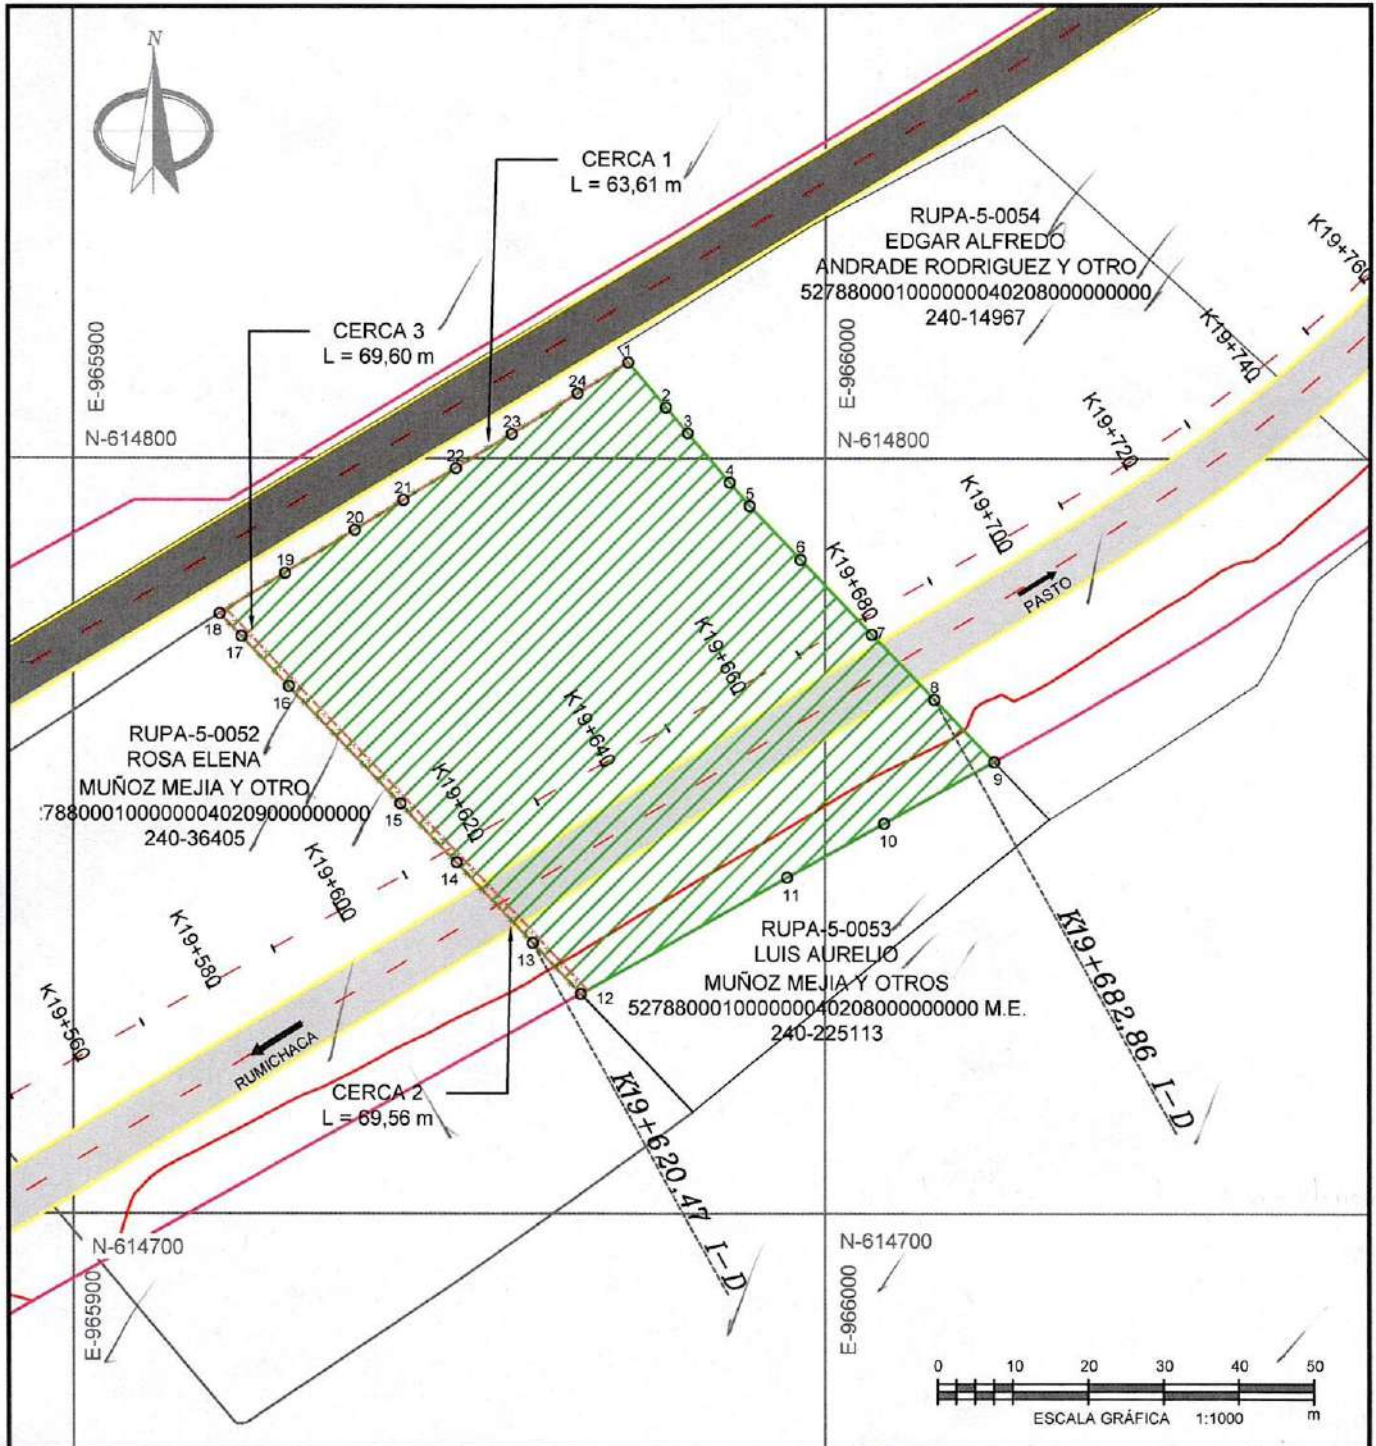 N
CERCA 1
L = 63,61 m
RUPA-5-0054
EDGAR ALFREDO
ANDRADE RODRIGUEZ Y OTRO
527880001000000040208000000000
240-14967
K19+760
K19+740
K19+720
K19+700
K19+680
K19+660
K19+640
K19+620
K19+600
K19+580
K19+560
CERCA 3
L = 69,60 m
E-965900
E-966000
N-614800
N-614800
1
2
3
4
5
6
7
8
9
10
11
12
13
14
15
16
17
18
19
20
21
22
23
24
PASTO
RUPA-5-0052
ROSA ELENA
MUÑOZ MEJIA Y OTRO
7880001000000040209000000000
240-36405
RUPA-5-0053
LUIS AURELIO
MUÑOZ MEJIA Y OTROS
527880001000000040208000000000 M.E.
240-225113
RUMICHACA
CERCA 2
L = 69,56 m
K19+682,86 I-D
K19+620,47 I-D
N-614700
N-614700
E-965900
E-966000
0 10 20 30 40 50
ESCALA GRÁFICA 1:1000 m